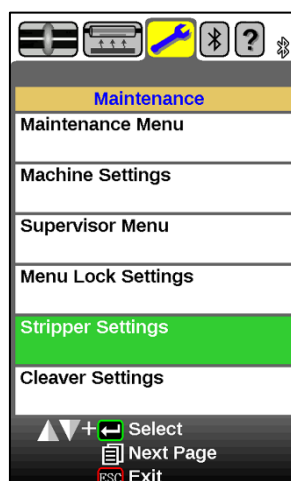 ?
Maintenance
Maintenance Menu
Machine Settings
Supervisor Menu
Menu Lock Settings
Stripper Settings
Cleaver Settings
+ Select
Next Page
ESC Exit